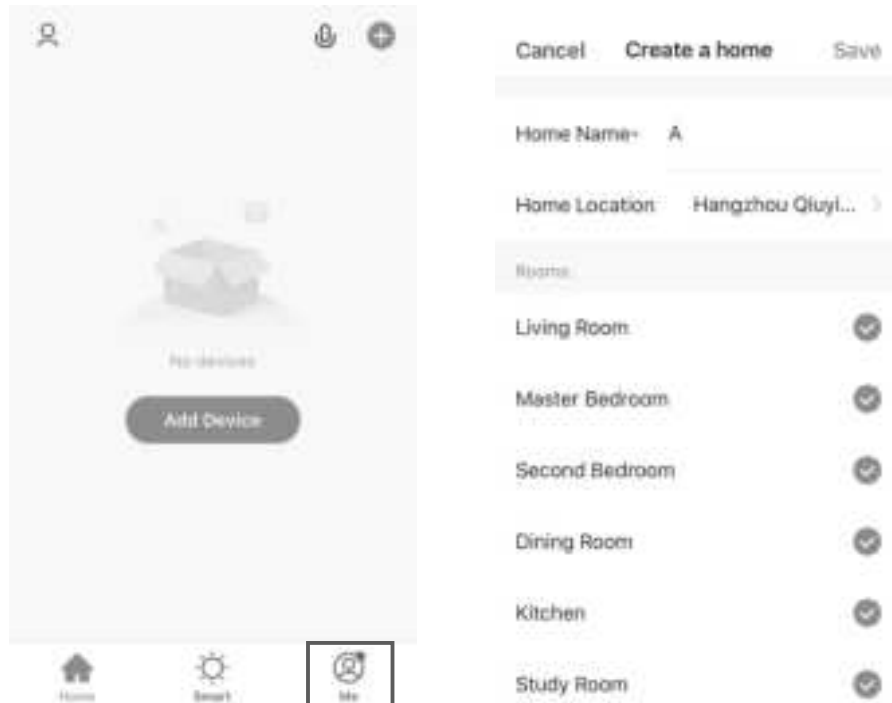 No devices
Add Device
Home
Smart
Me
Cancel Create a home Save
Home Name* A
Home Location Hangzhou Qiuyi... >
Rooms
Living Room
Master Bedroom
Second Bedroom
Dining Room
Kitchen
Study Room